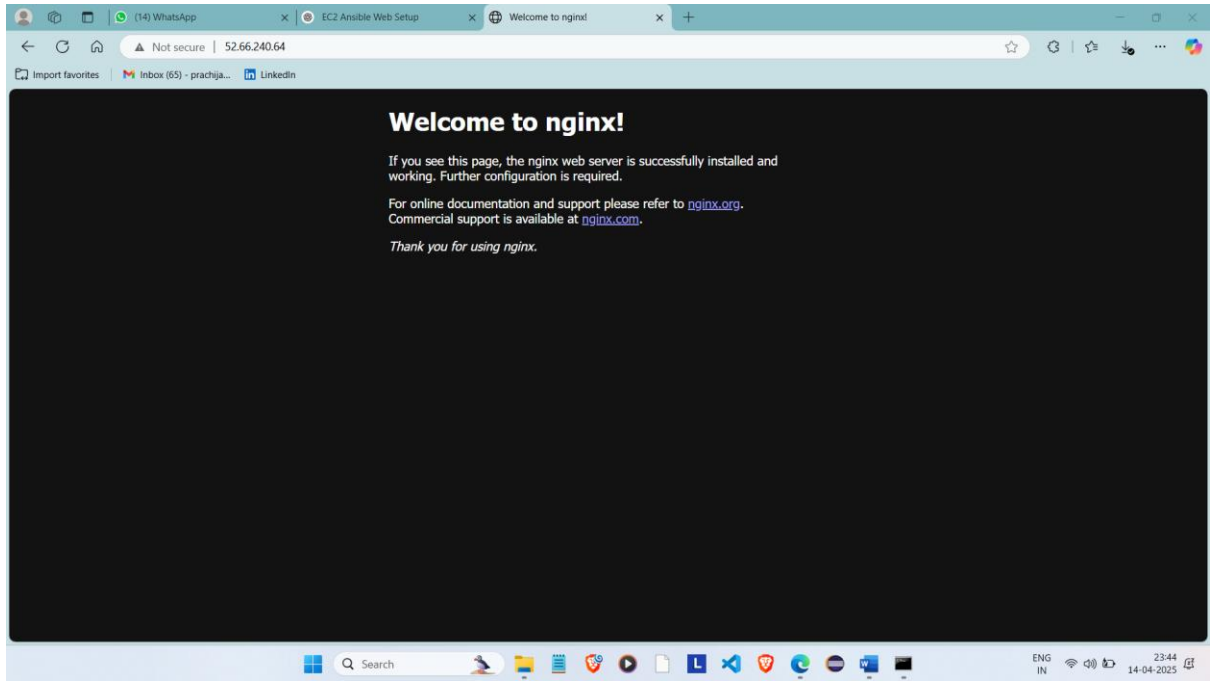 (14) WhatsApp
EC2 Ansible Web Setup
Welcome to nginx!
Not secure | 52.66.240.64
Import favorites
Inbox (65) - prachija...
LinkedIn
Welcome to nginx!
If you see this page, the nginx web server is successfully installed and
working. Further configuration is required.
For online documentation and support please refer to nginx.org.
Commercial support is available at nginx.com.
Thank you for using nginx.
Search
ENG
IN
23:44
14-04-2025